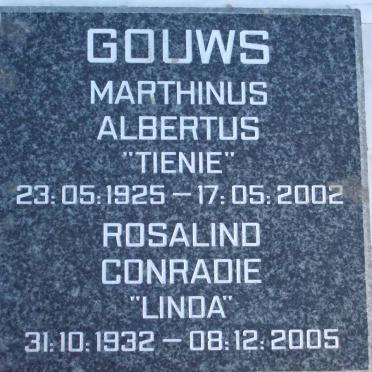 GOUWS
MARTHINUS
ALBERTUS
"TIENIE"
23:05:1925 – 17:05:2002
ROSALIND
CONRADIE
"LINDA"
31:10:1932 – 08:12:2005